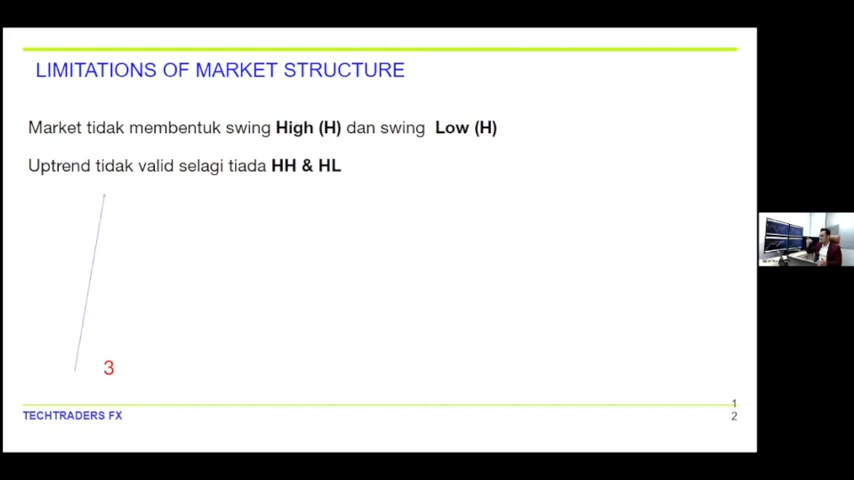 LIMITATIONS OF MARKET STRUCTURE
Market tidak membentuk swing High (H) dan swing Low (H)
Uptrend tidak valid selagi tiada HH & HL
3
TECHTRADERS FX
1
2